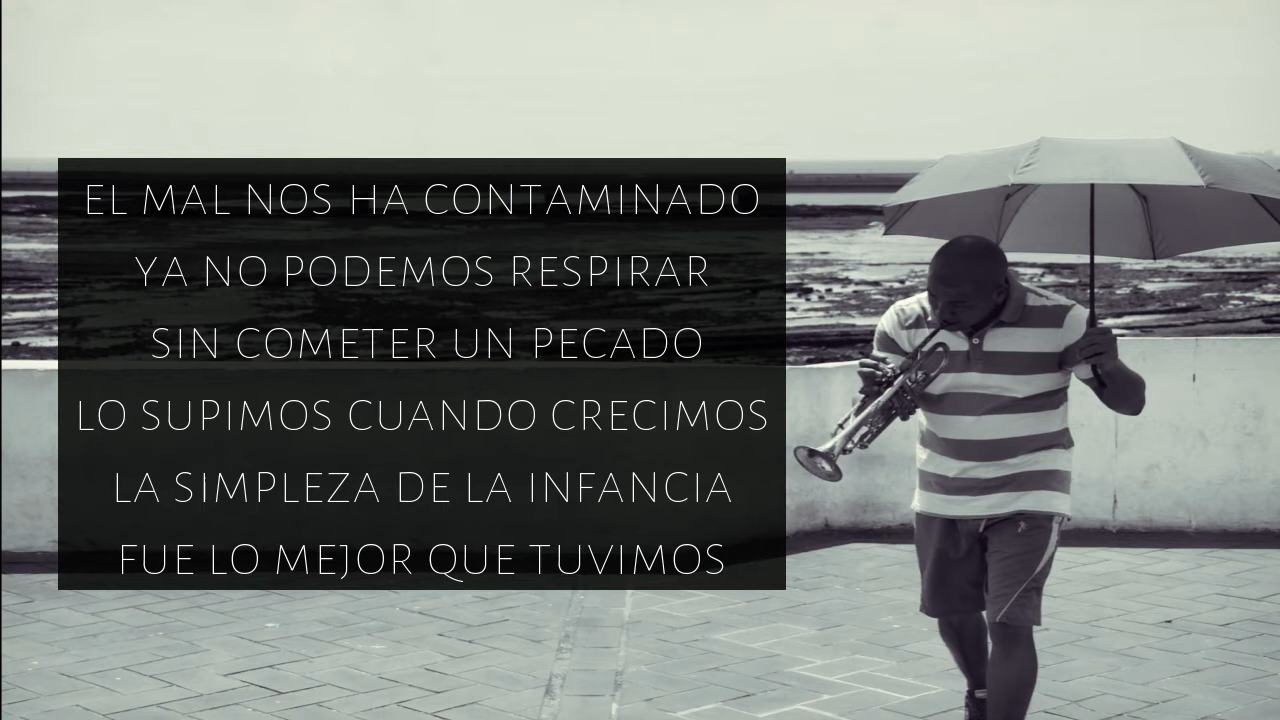 EL MAL NOS HA CONTAMINADO
YA NO PODEMOS RESPIRAR
SIN COMETER UN PECADO
LO SUPIMOS CUANDO CRECIMOS
LA SIMPLEZA DE LA INFANCIA
FUE LO MEJOR QUE TUVIMOS